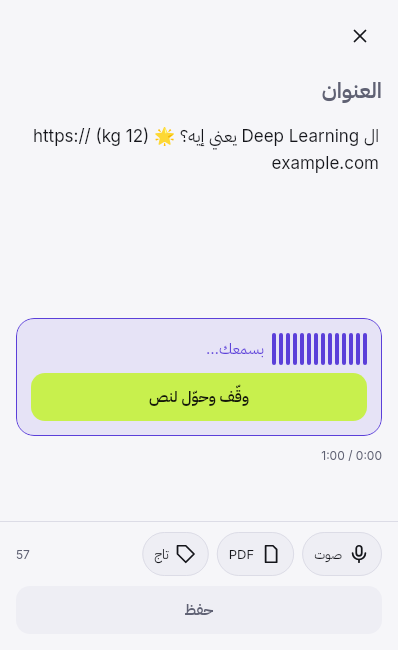 العنوان
ال Deep Learning يعني إيه؟ 🌟 (12 kg) https://
example.com
بسمعك...
وقّف وحوّل لنص
0:00 / 1:00
صوت
PDF
تاج
57
حفظ